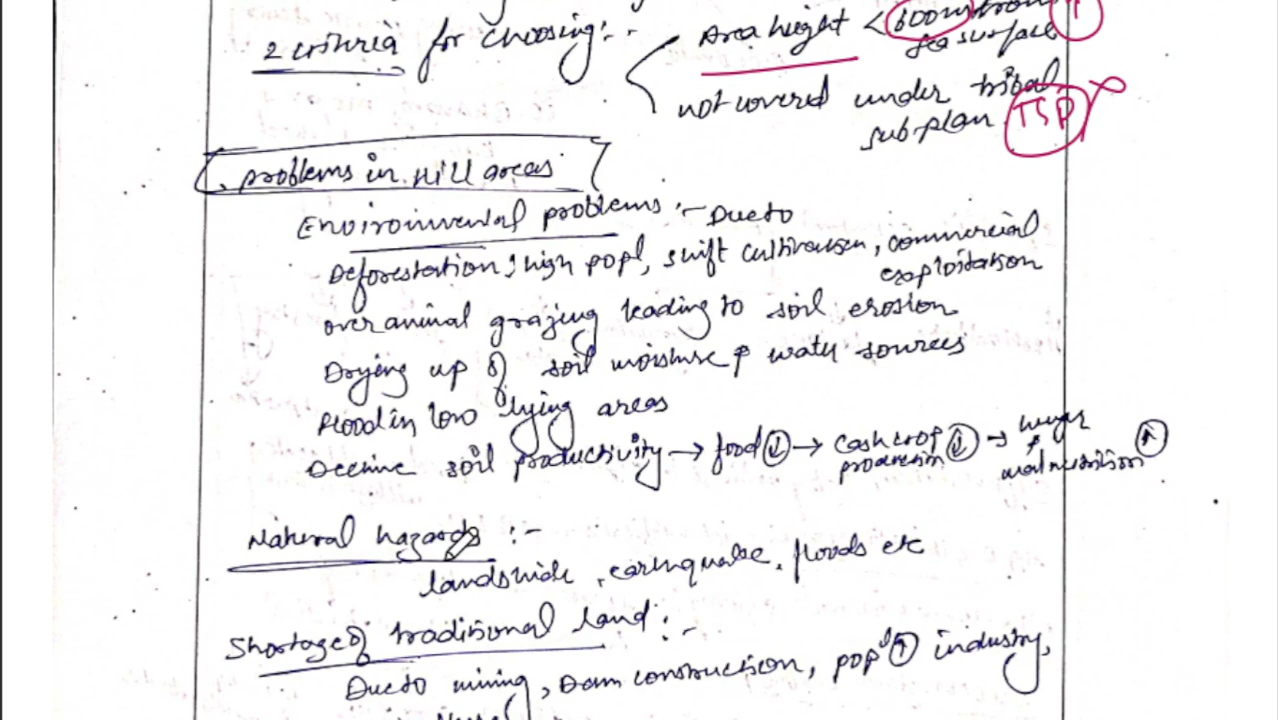 2 criteria for choosing:-
Area height < 600m from
sea surface ↑
not covered under tribal
sub-plan TSP
problems in Hill areas
Environmental problems :- Due to
Deforestation, high popl, shift cultivation, commercial
exploitation
over animal grazing leading to soil erosion
Drying up of soil moisture & water sources
Flood in low lying areas
Decline soil productivity → food ↓ → cash crop
production ↓ → hunger
& malnutrition ↑
Natural hazards :-
landslide, earthquake, floods etc
Shortage of traditional land :-
Due to mining, Dam construction, popl ↑ industry,